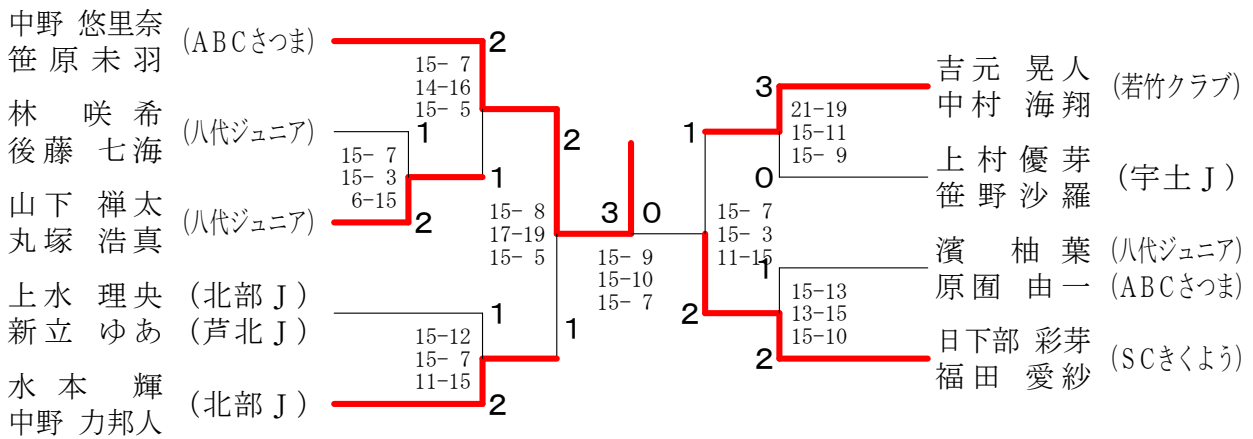 中野 悠里奈 (ABCさつま)
笹原未羽
林 咲希 (八代ジュニア)
後藤 七海
山下 禅太 (八代ジュニア)
丸塚 浩真
上水 理央 (北部J)
新立 ゆあ (芦北J)
水本 輝 (北部J)
中野 力邦人
2
15- 7
14-16
15- 5
1
15- 7
15- 3
6-15
2
1
2
15- 8
17-19
15- 5
1
1
15-12
15- 7
11-15
2
3 0
15- 9
15-10
15- 7
1
15- 7
15- 3
11-15
2
3
21-19
15-11
15- 9
0
1
15-13
13-15
15-10
2
吉元 晃人 (若竹クラブ)
中村 海翔
上村優芽 (宇土J)
笹野沙羅
濱 柚葉 (八代ジュニア)
原囿 由一 (ABCさつま)
日下部 彩芽 (SCきくよう)
福田 愛紗